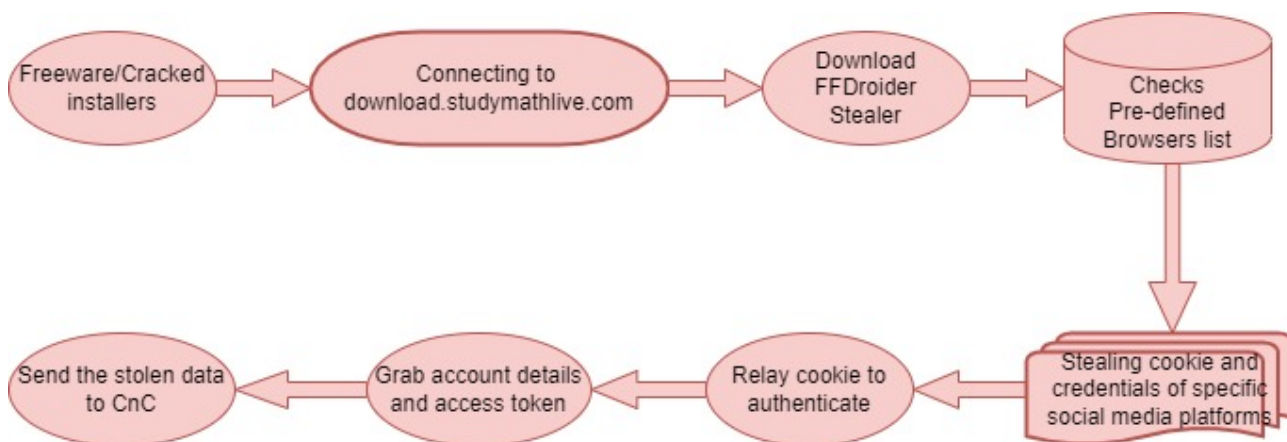 Freeware/Cracked
installers
Connecting to
download.studymathlive.com
Download
FFDroider
Stealer
Checks
Pre-defined
Browsers list
Stealing cookie and
credentials of specific
social media platforms
Relay cookie to
authenticate
Grab account details
and access token
Send the stolen data
to CnC